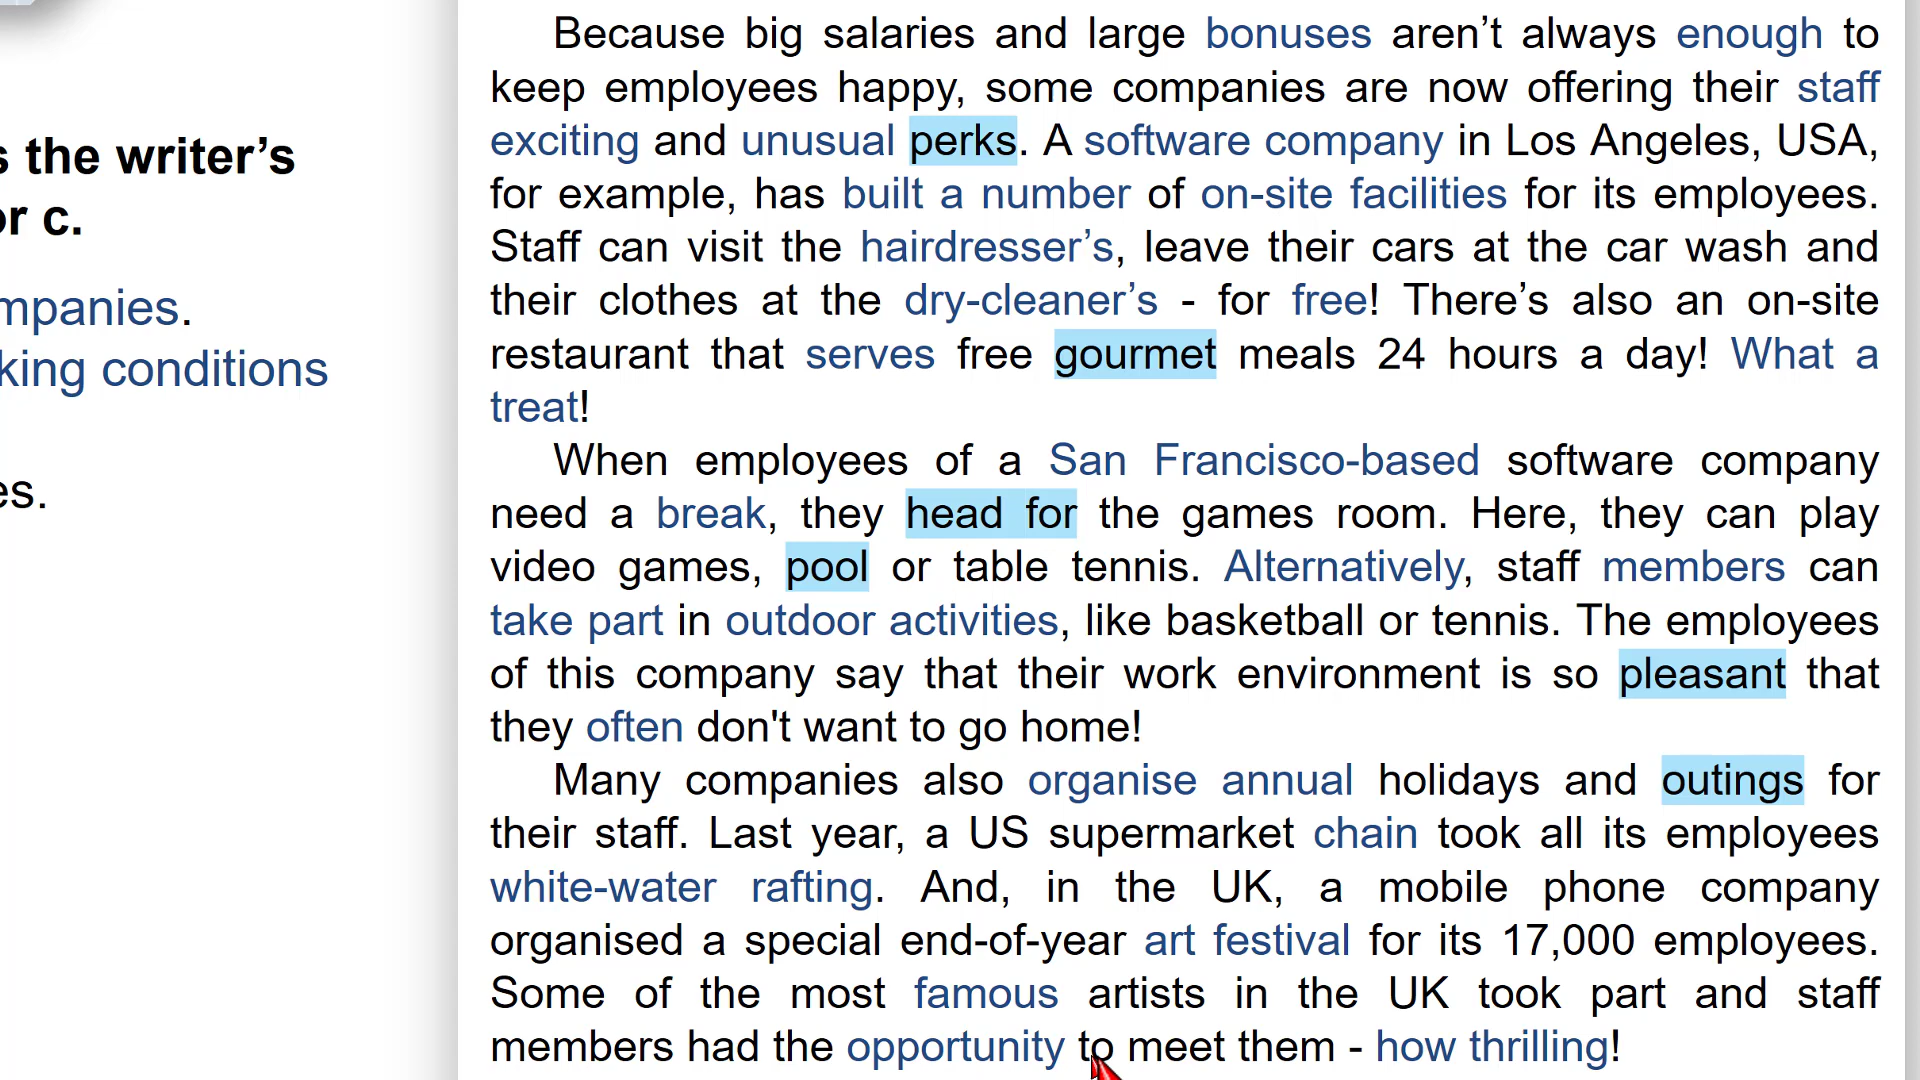 s the writer's
or c.
mpanies.
king conditions
es.
Because big salaries and large bonuses aren’t always enough to
keep employees happy, some companies are now offering their staff
exciting and unusual perks. A software company in Los Angeles, USA,
for example, has built a number of on-site facilities for its employees.
Staff can visit the hairdresser’s, leave their cars at the car wash and
their clothes at the dry-cleaner’s - for free! There’s also an on-site
restaurant that serves free gourmet meals 24 hours a day! What a
treat!
When employees of a San Francisco-based software company
need a break, they head for the games room. Here, they can play
video games, pool or table tennis. Alternatively, staff members can
take part in outdoor activities, like basketball or tennis. The employees
of this company say that their work environment is so pleasant that
they often don't want to go home!
Many companies also organise annual holidays and outings for
their staff. Last year, a US supermarket chain took all its employees
white-water rafting. And, in the UK, a mobile phone company
organised a special end-of-year art festival for its 17,000 employees.
Some of the most famous artists in the UK took part and staff
members had the opportunity to meet them - how thrilling!